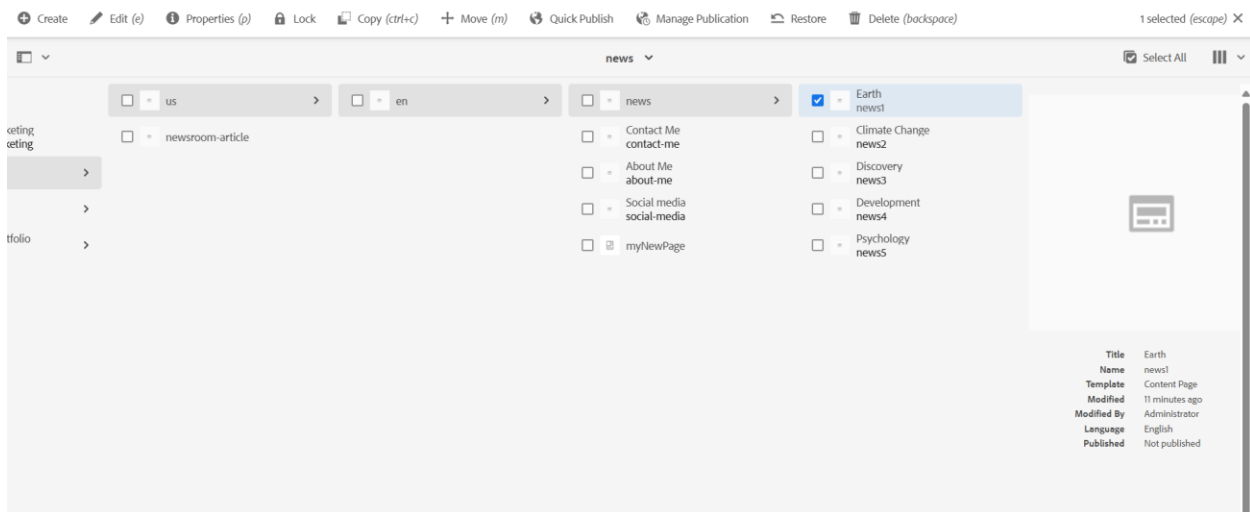 Create Edit (e) Properties (p) Lock Copy (ctrl+c) Move (m) Quick Publish Manage Publication Restore Delete (backspace) 1 selected (escape)
news Select All
keting
keting
tfolio
us
newsroom-article
en
news
Contact Me
contact-me
About Me
about-me
Social media
social-media
myNewPage
Earth
news1
Climate Change
news2
Discovery
news3
Development
news4
Psychology
news5
Title Earth
Name news1
Template Content Page
Modified 11 minutes ago
Modified By Administrator
Language English
Published Not published